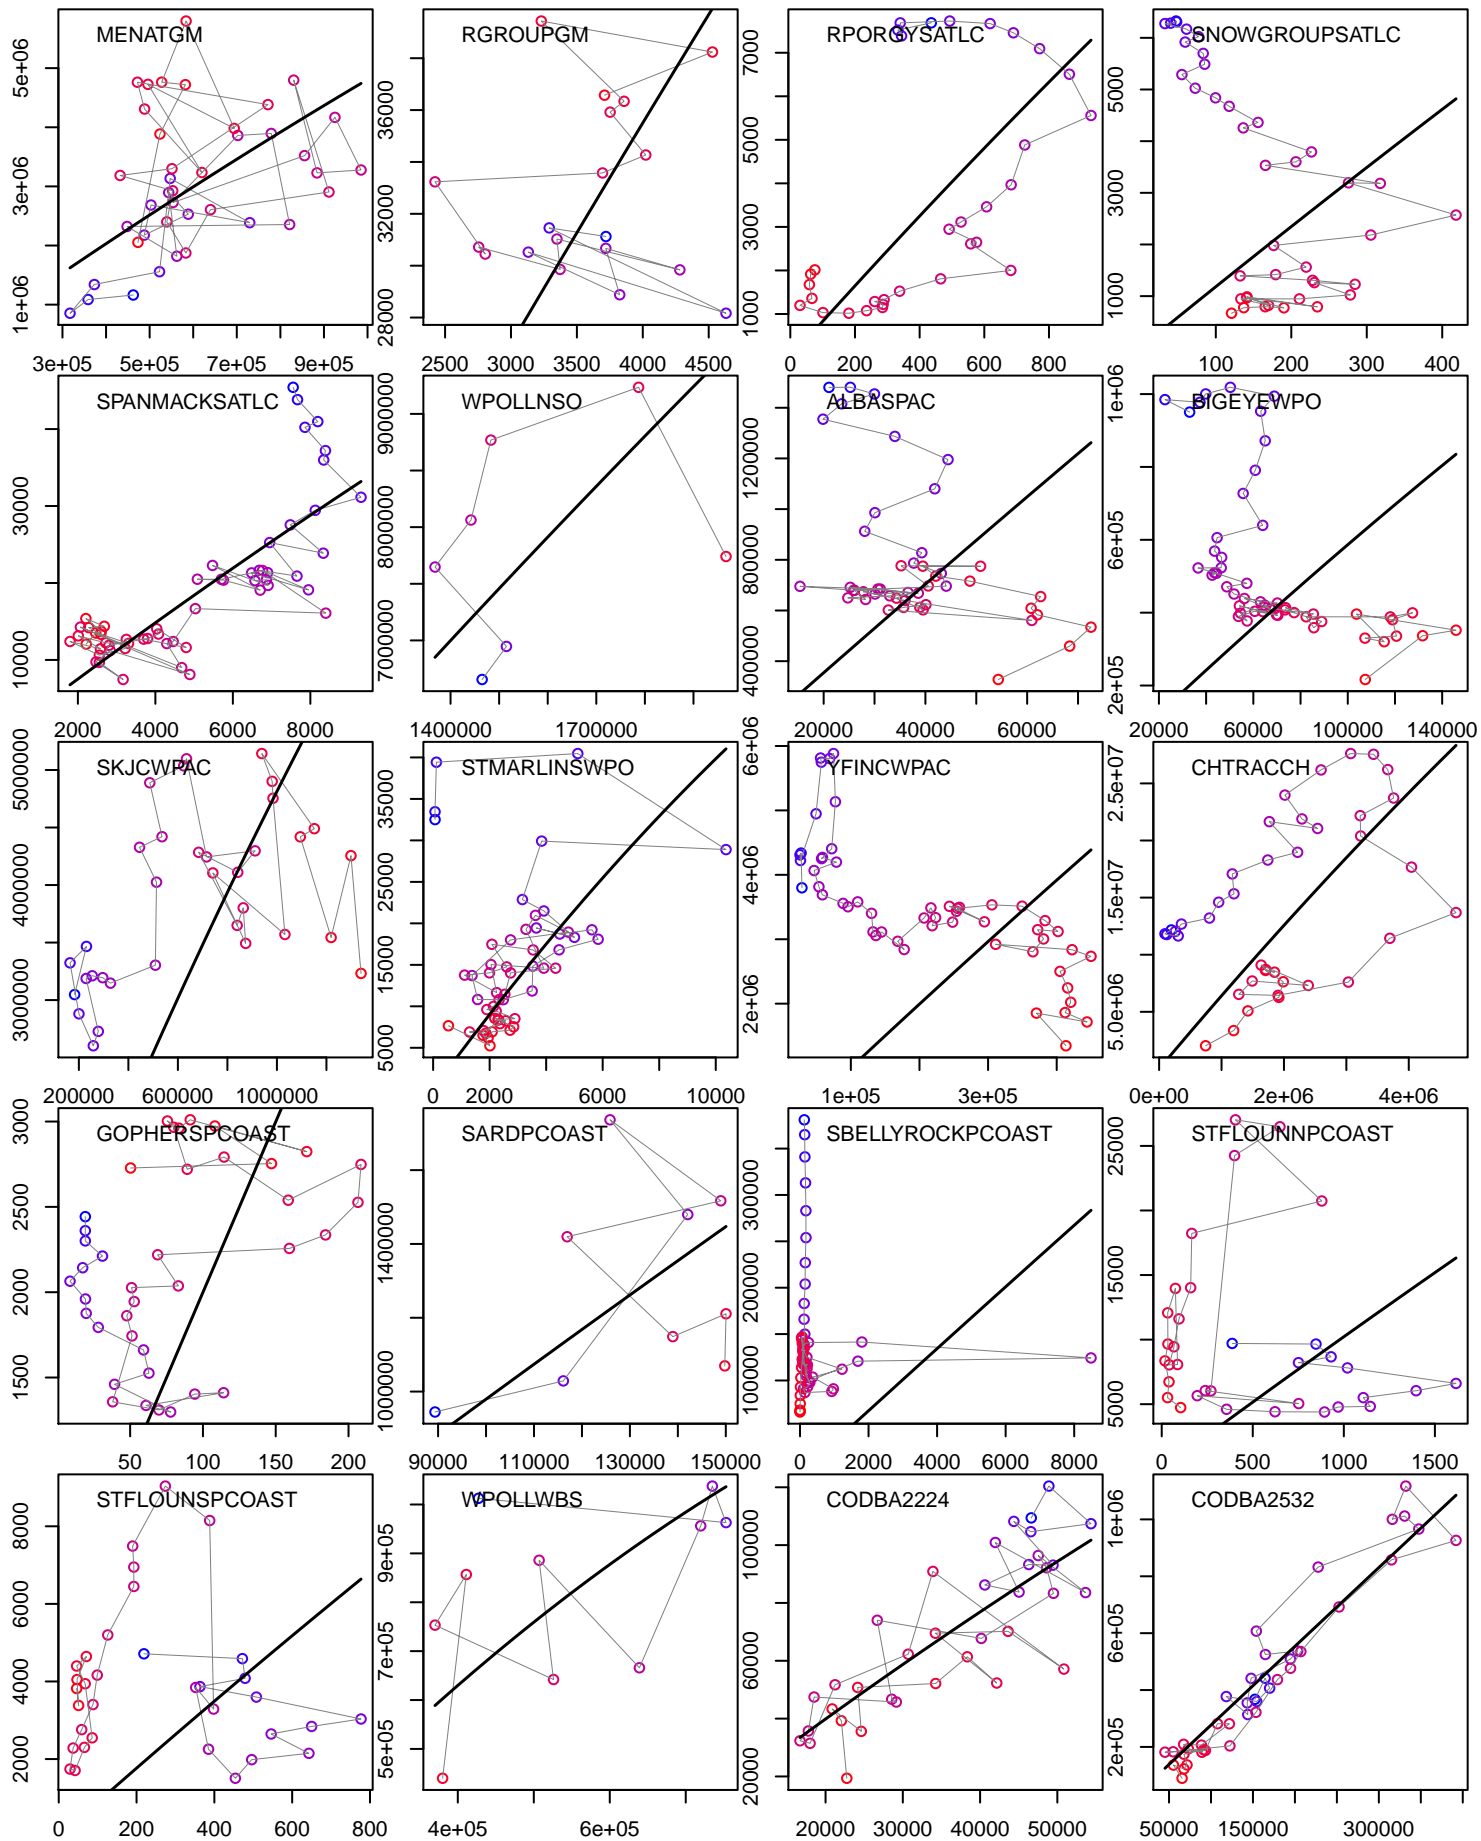 MENATGM
RGROUPGM
RPORGYSATLC
SNOWGROUPSATLC
1e+06 3e+06 5e+06
28000 32000 36000
1000 3000 5000 7000
1000 3000 5000
3e+05 5e+05 7e+05 9e+05
2500 3000 3500 4000 4500
0 200 400 600 800
100 200 300 400
SPANMACKSATLC
WPOLLNSO
ALBASPAC
BIGEYEWPO
10000 30000
7000000 8000000 9000000
400000 800000 1200000
2e+05 6e+05 1e+06
2000 4000 6000 8000
1400000 1700000
20000 40000 60000
20000 60000 100000 140000
SKJCWPAC
STMARLINSWPO
YFINCWPAC
CHTRACCH
3000000 4000000 5000000
5000 15000 25000 35000
2e+06 4e+06 6e+06
5.0e+06 1.5e+07 2.5e+07
200000 600000 1000000
0 2000 6000 10000
1e+05 3e+05
0e+00 2e+06 4e+06
GOPHERSPCOAST
SARDPCOAST
SBELLYROCKPCOAST
STFLOUNNPCOAST
1500 2000 2500 3000
1000000 1400000
100000 200000 300000
5000 15000 25000
50 100 150 200
90000 110000 130000 150000
0 2000 4000 6000 8000
0 500 1000 1500
STFLOUNSPCOAST
WPOLLWBS
CODBA2224
CODBA2532
2000 4000 6000 8000
5e+05 7e+05 9e+05
20000 60000 100000
2e+05 6e+05 1e+06
0 200 400 600 800
4e+05 6e+05
20000 30000 40000 50000
50000 150000 300000